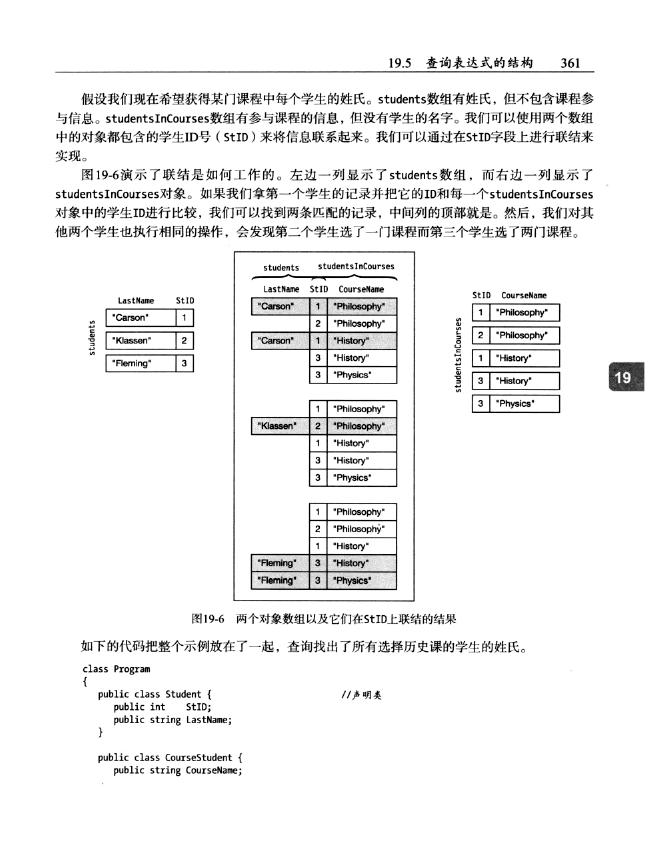 19.5 查询表达式的结构 361
假设我们现在希望获得某门课程中每个学生的姓氏。students数组有姓氏，但不包含课程参
与信息。studentsInCourses数组有参与课程的信息，但没有学生的名字。我们可以使用两个数组
中的对象都包含的学生ID号（StID）来将信息联系起来。我们可以通过在StID字段上进行联结来
实现。
图19-6演示了联结是如何工作的。左边一列显示了students数组，而右边一列显示了
studentsInCourses对象。如果我们拿第一个学生的记录并把它的ID和每一个studentsInCourses
对象中的学生ID进行比较，我们可以找到两条匹配的记录，中间列的顶部就是。然后，我们对其
他两个学生也执行相同的操作，会发现第二个学生选了一门课程而第三个学生选了两门课程。
students
LastName StID
"Carson" 1
"Klassen" 2
"Fleming" 3
students studentsInCourses
LastName StID CourseName
"Carson" 1 "Philosophy"
2 "Philosophy"
"Carson" 1 "History"
3 "History"
3 "Physics"
1 "Philosophy"
"Klassen" 2 "Philosophy"
1 "History"
3 "History"
3 "Physics"
1 "Philosophy"
2 "Philosophy"
1 "History"
"Fleming" 3 "History"
"Fleming" 3 "Physics"
studentsInCourses
StID CourseName
1 "Philosophy"
2 "Philosophy"
1 "History"
3 "History"
3 "Physics"
19
图19-6 两个对象数组以及它们在StID上联结的结果
如下的代码把整个示例放在了一起，查询找出了所有选择历史课的学生的姓氏。
class Program
{
public class Student { //声明类
public int StID;
public string LastName;
}
public class CourseStudent {
public string CourseName;